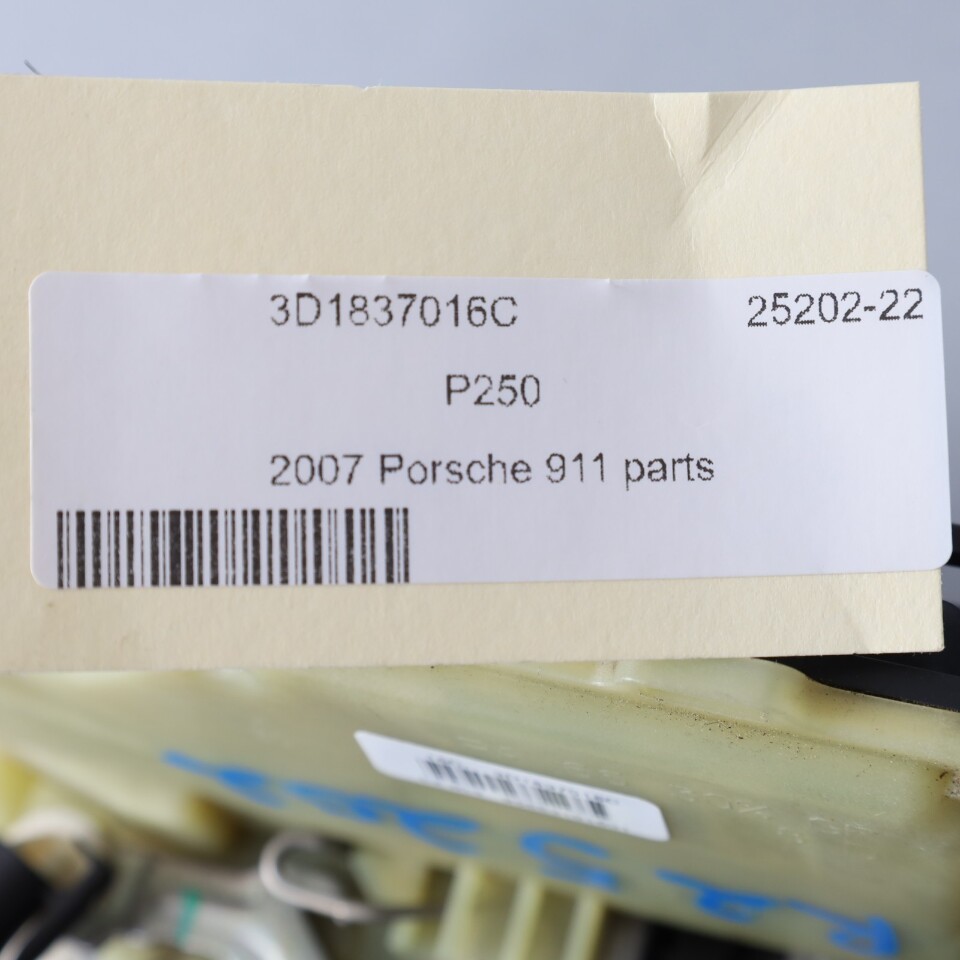 3D1837016C 25202-22
P250
2007 Porsche 911 parts